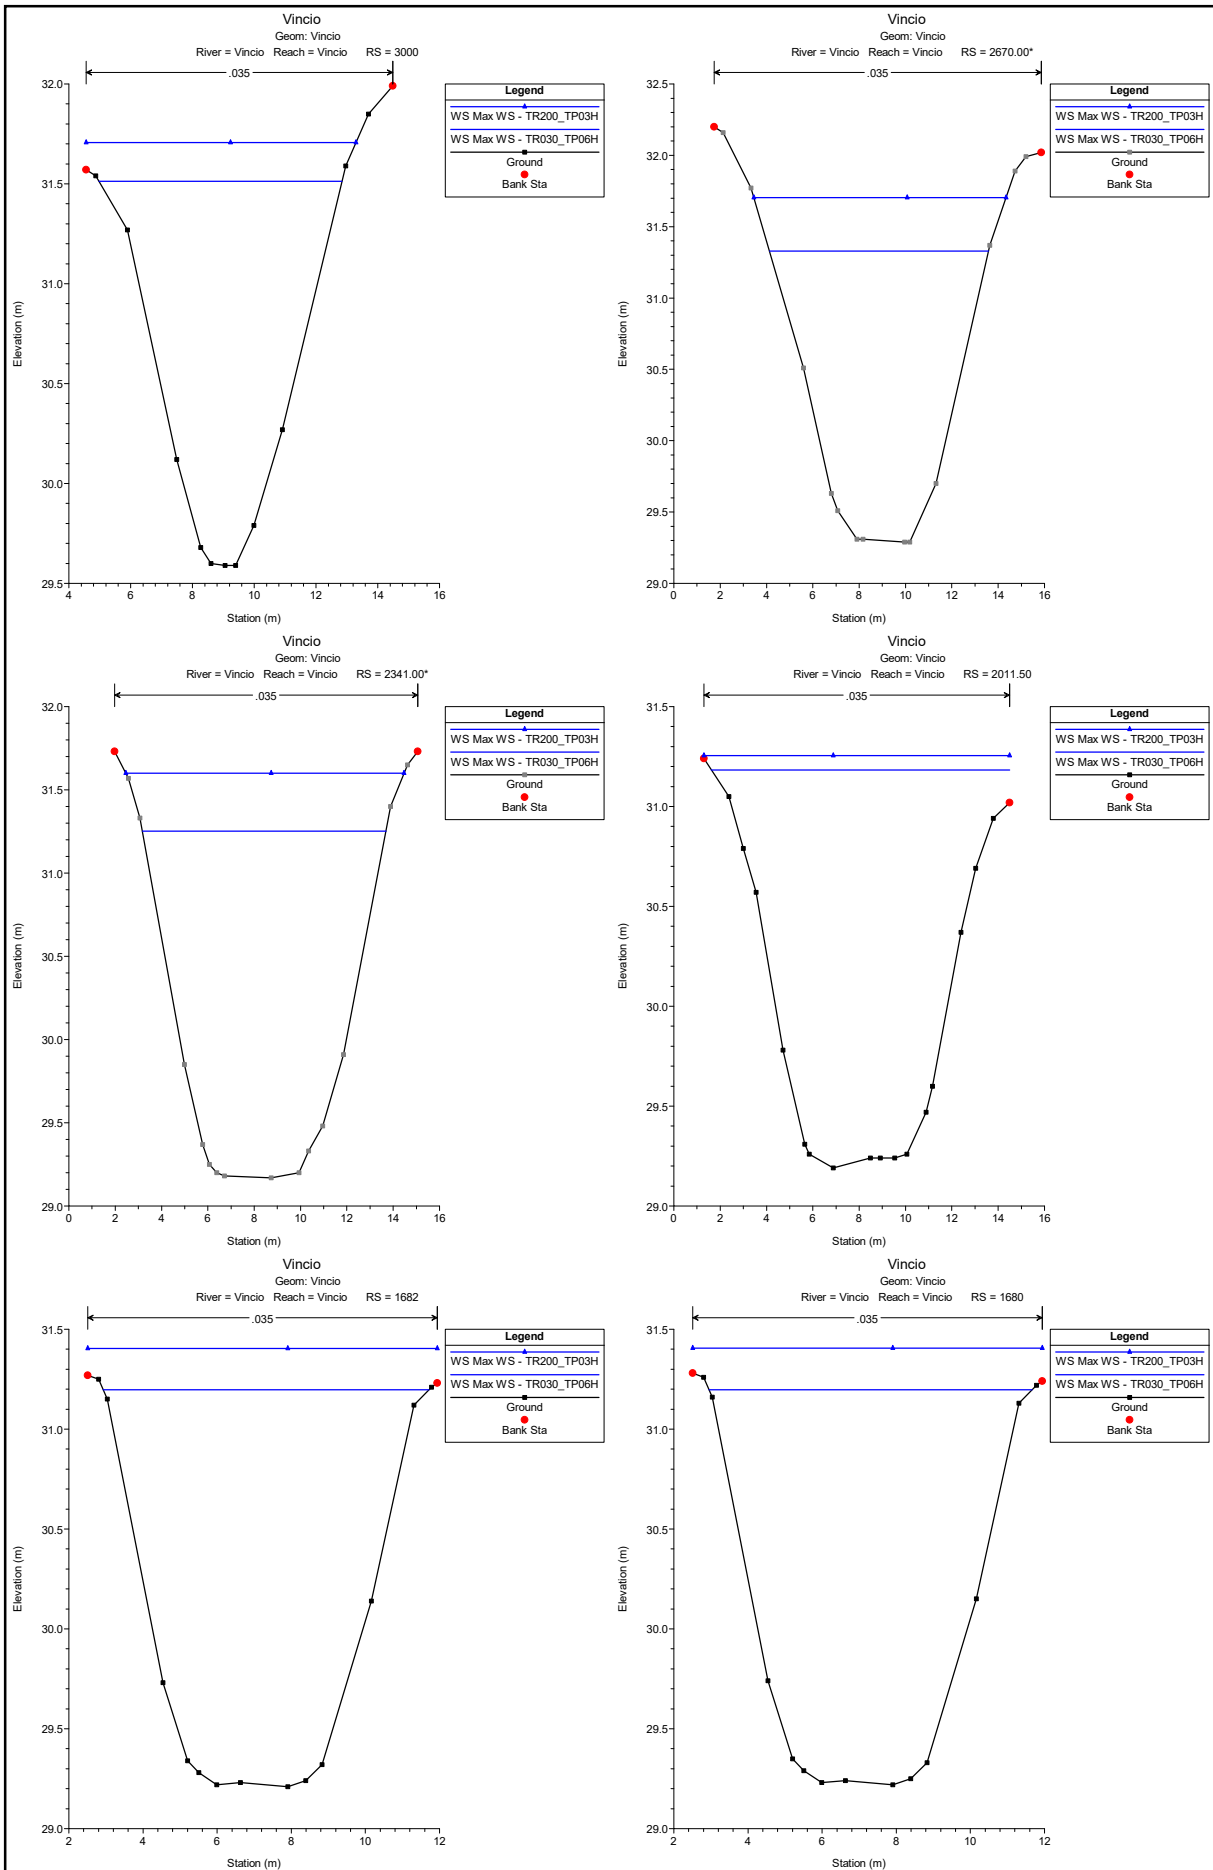 Vincio
Geom: Vincio
River = Vincio Reach = Vincio RS = 3000
.035
32.0
31.5
31.0
30.5
30.0
29.5
4 6 8 10 12 14 16
Elevation (m)
Station (m)
Legend
WS Max WS - TR200_TP03H
WS Max WS - TR030_TP06H
Ground
Bank Sta
Vincio
Geom: Vincio
River = Vincio Reach = Vincio RS = 2670.00*
.035
32.5
32.0
31.5
31.0
30.5
30.0
29.5
29.0
0 2 4 6 8 10 12 14 16
Elevation (m)
Station (m)
Legend
WS Max WS - TR200_TP03H
WS Max WS - TR030_TP06H
Ground
Bank Sta
Vincio
Geom: Vincio
River = Vincio Reach = Vincio RS = 2341.00*
.035
32.0
31.5
31.0
30.5
30.0
29.5
29.0
0 2 4 6 8 10 12 14 16
Elevation (m)
Station (m)
Legend
WS Max WS - TR200_TP03H
WS Max WS - TR030_TP06H
Ground
Bank Sta
Vincio
Geom: Vincio
River = Vincio Reach = Vincio RS = 2011.50
.035
31.5
31.0
30.5
30.0
29.5
29.0
0 2 4 6 8 10 12 14 16
Elevation (m)
Station (m)
Legend
WS Max WS - TR200_TP03H
WS Max WS - TR030_TP06H
Ground
Bank Sta
Vincio
Geom: Vincio
River = Vincio Reach = Vincio RS = 1682
.035
31.5
31.0
30.5
30.0
29.5
29.0
2 4 6 8 10 12
Elevation (m)
Station (m)
Legend
WS Max WS - TR200_TP03H
WS Max WS - TR030_TP06H
Ground
Bank Sta
Vincio
Geom: Vincio
River = Vincio Reach = Vincio RS = 1680
.035
31.5
31.0
30.5
30.0
29.5
29.0
2 4 6 8 10 12
Elevation (m)
Station (m)
Legend
WS Max WS - TR200_TP03H
WS Max WS - TR030_TP06H
Ground
Bank Sta